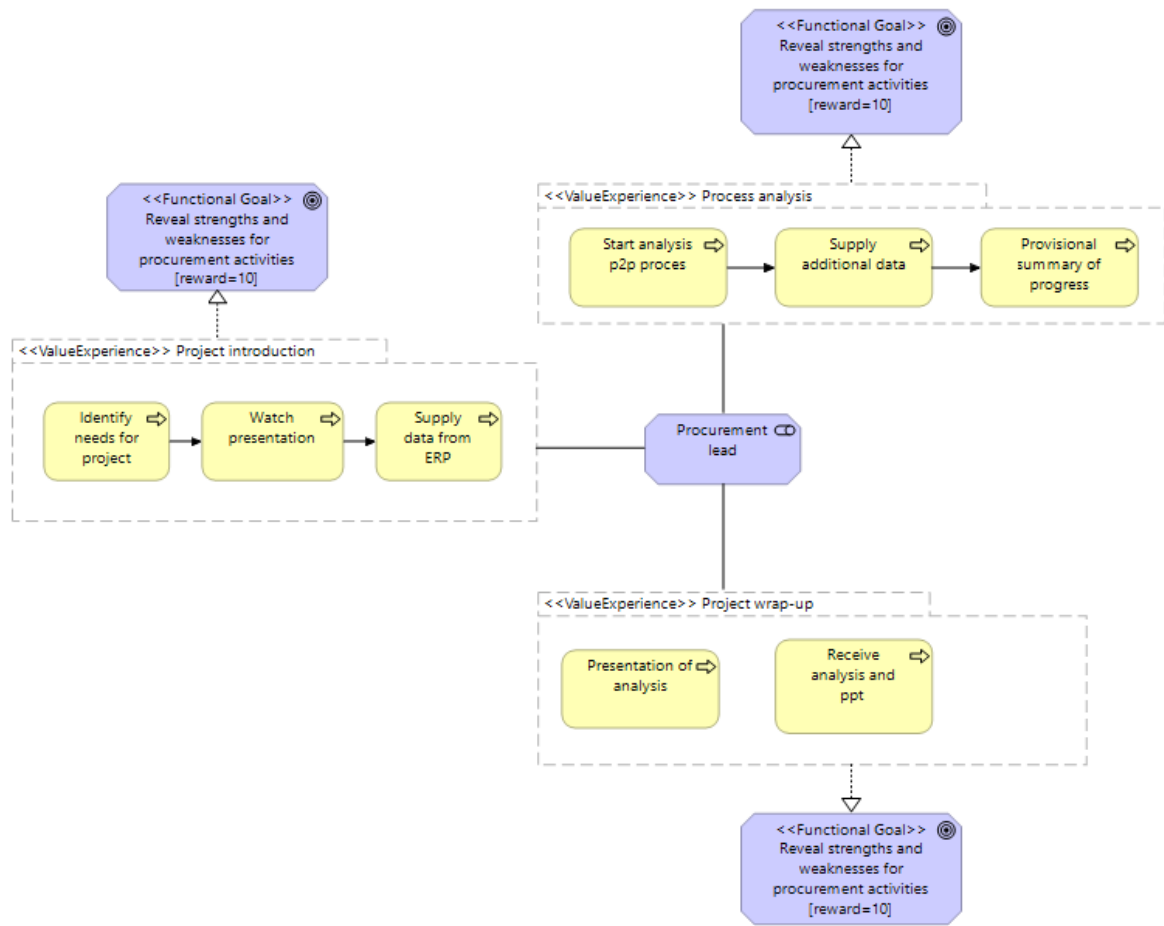 <<Functional Goal>>
Reveal strengths and
weaknesses for
procurement activities
[reward=10]
<<ValueExperience>> Process analysis
Start analysis
p2p proces
Supply
additional data
Provisional
summary of
progress
<<Functional Goal>>
Reveal strengths and
weaknesses for
procurement activities
[reward=10]
<<ValueExperience>> Project introduction
Identify
needs for
project
Watch
presentation
Supply
data from
ERP
Procurement
lead
<<ValueExperience>> Project wrap-up
Presentation of
analysis
Receive
analysis and
ppt
<<Functional Goal>>
Reveal strengths and
weaknesses for
procurement activities
[reward=10]